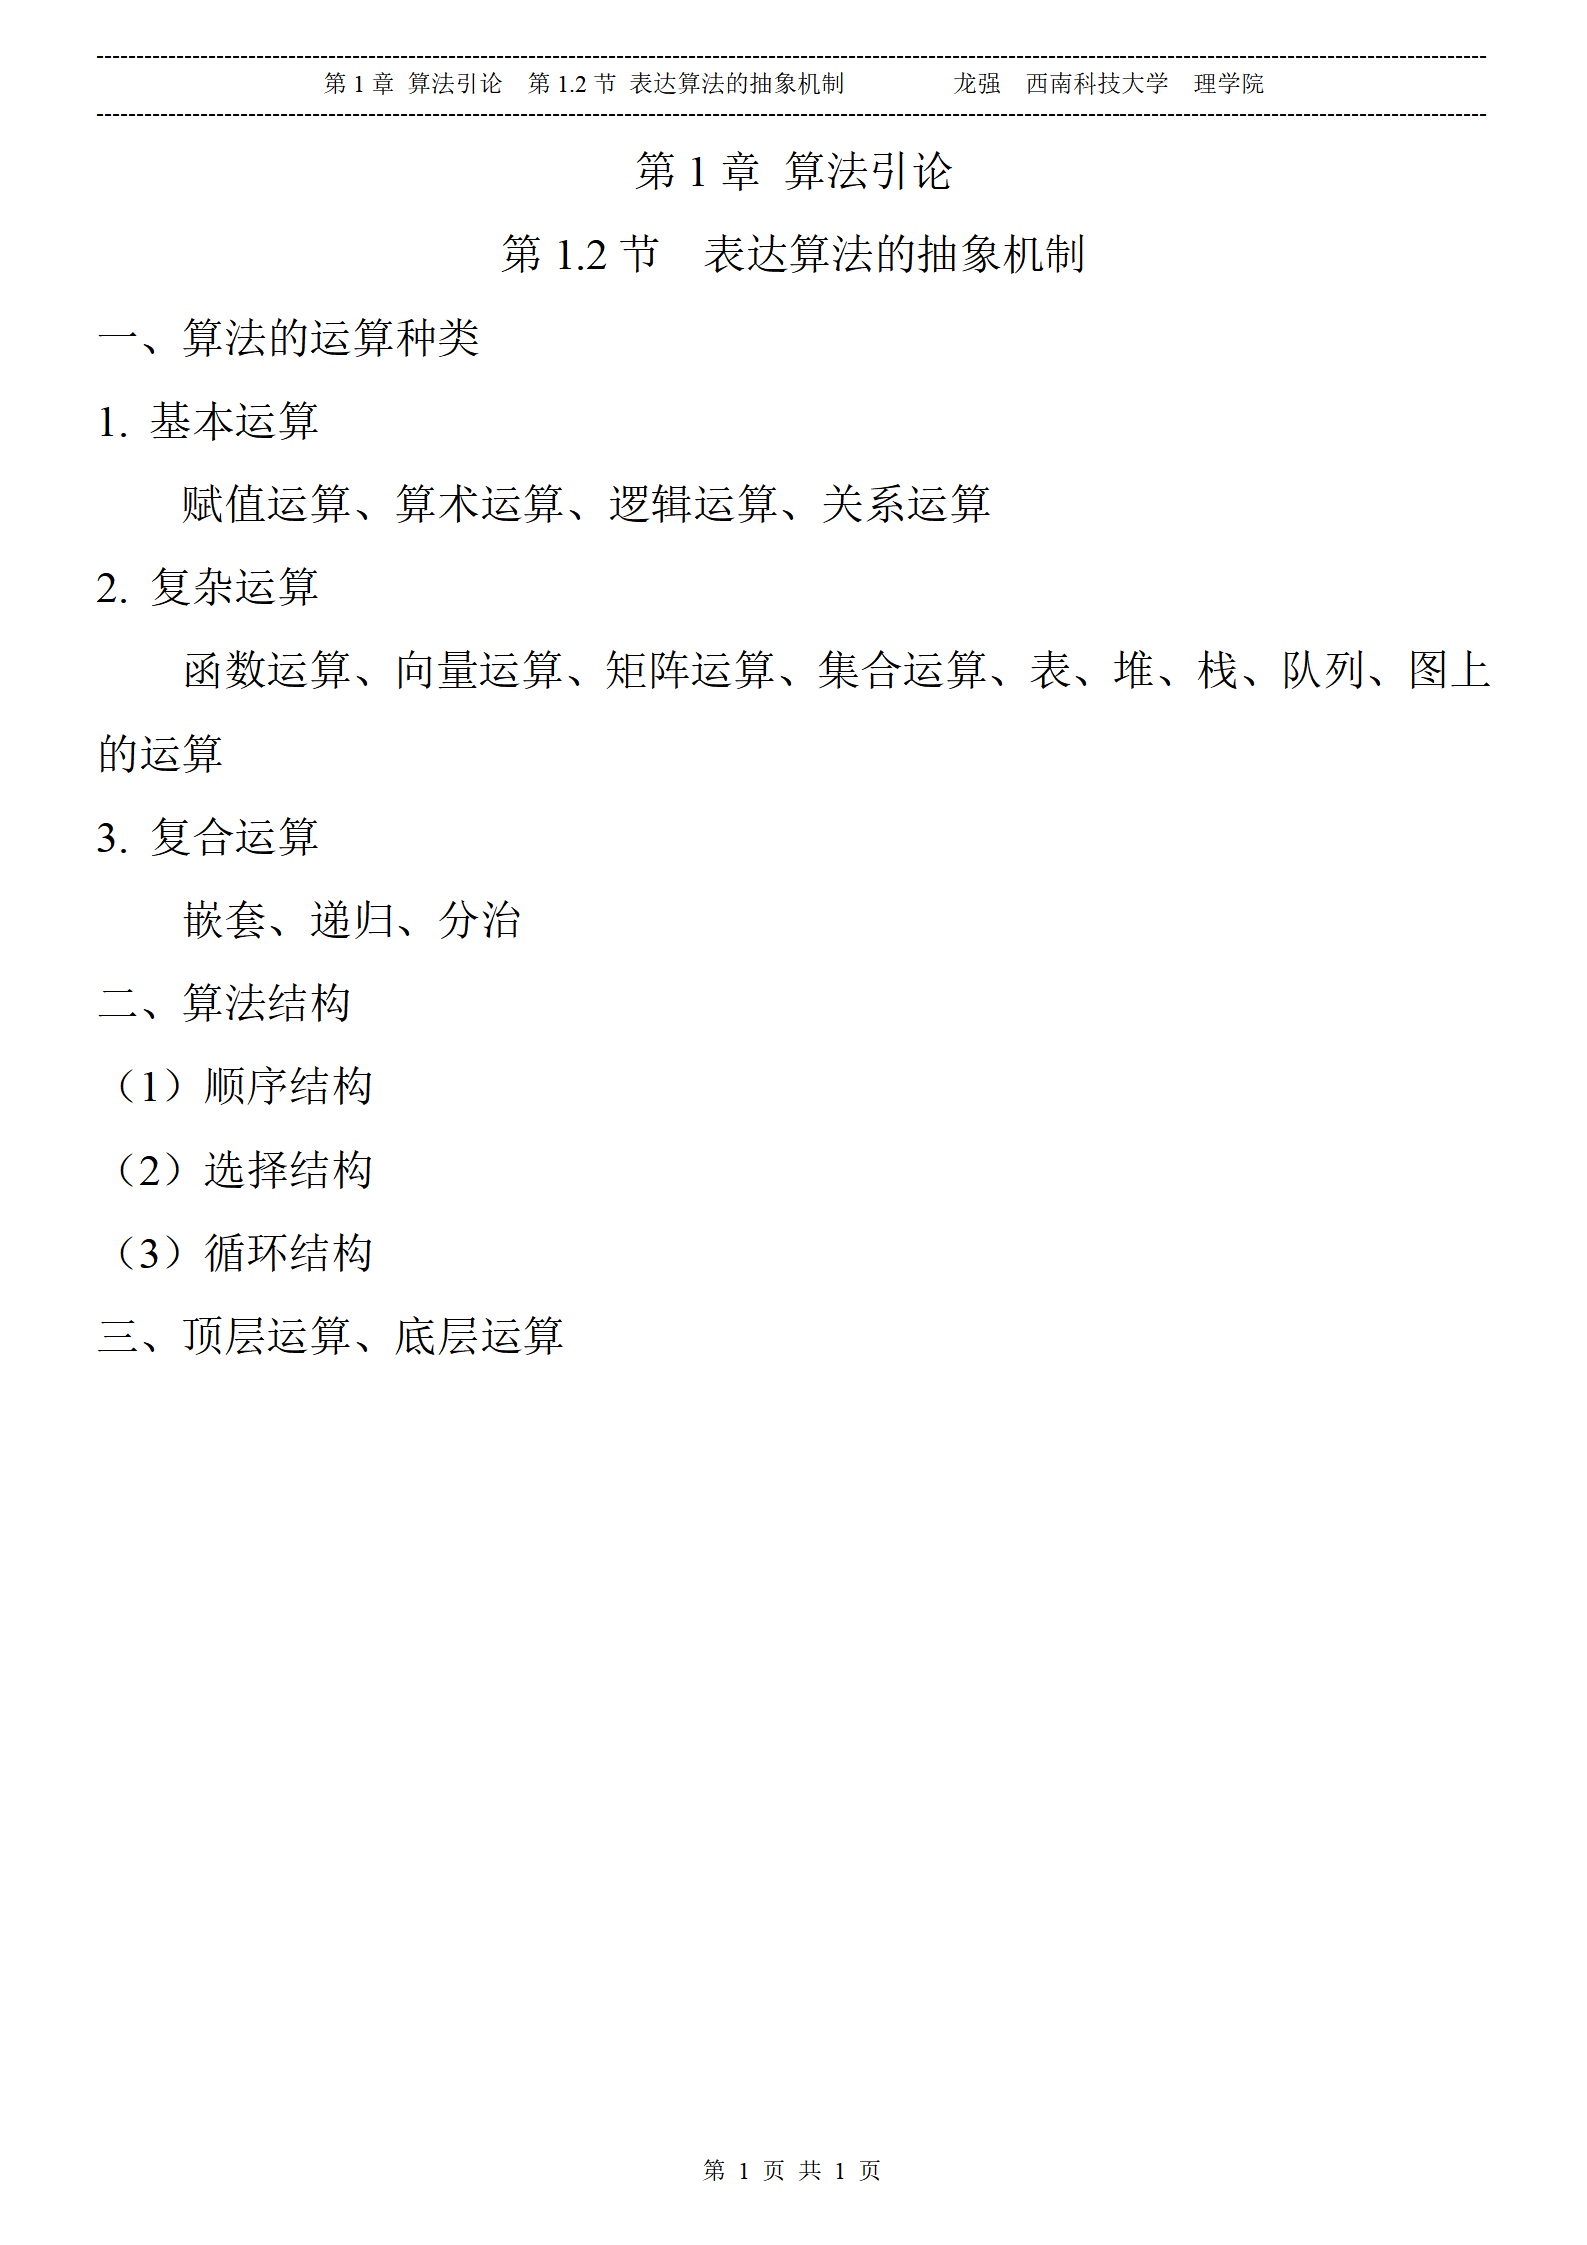 第 1 章 算法引论 第 1.2 节 表达算法的抽象机制 龙强 西南科技大学 理学院
第 1 章 算法引论
第 1.2 节 表达算法的抽象机制
一、算法的运算种类
1. 基本运算
赋值运算、算术运算、逻辑运算、关系运算
2. 复杂运算
函数运算、向量运算、矩阵运算、集合运算、表、堆、栈、队列、图上
的运算
3. 复合运算
嵌套、递归、分治
二、算法结构
（1）顺序结构
（2）选择结构
（3）循环结构
三、顶层运算、底层运算
第 1 页 共 1 页